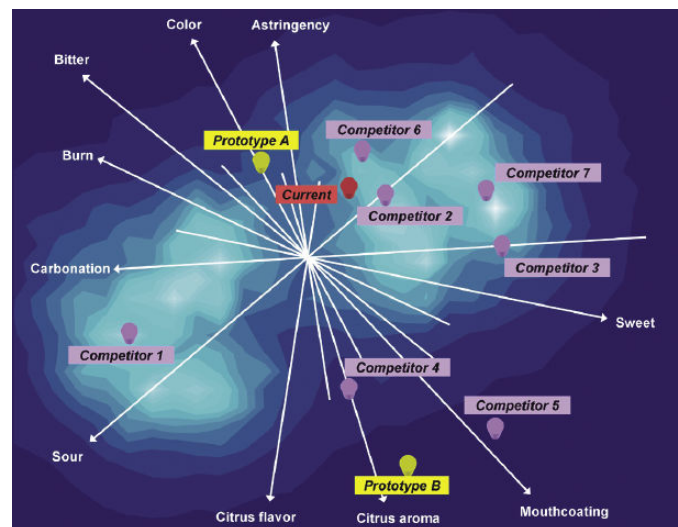 Color
Astringency
Bitter
Prototype A
Competitor 6
Burn
Competitor 7
Current
Competitor 2
Carbonation
Competitor 3
Sweet
Competitor 1
Competitor 4
Competitor 5
Sour
Prototype B
Citrus flavor
Citrus aroma
Mouthcoating